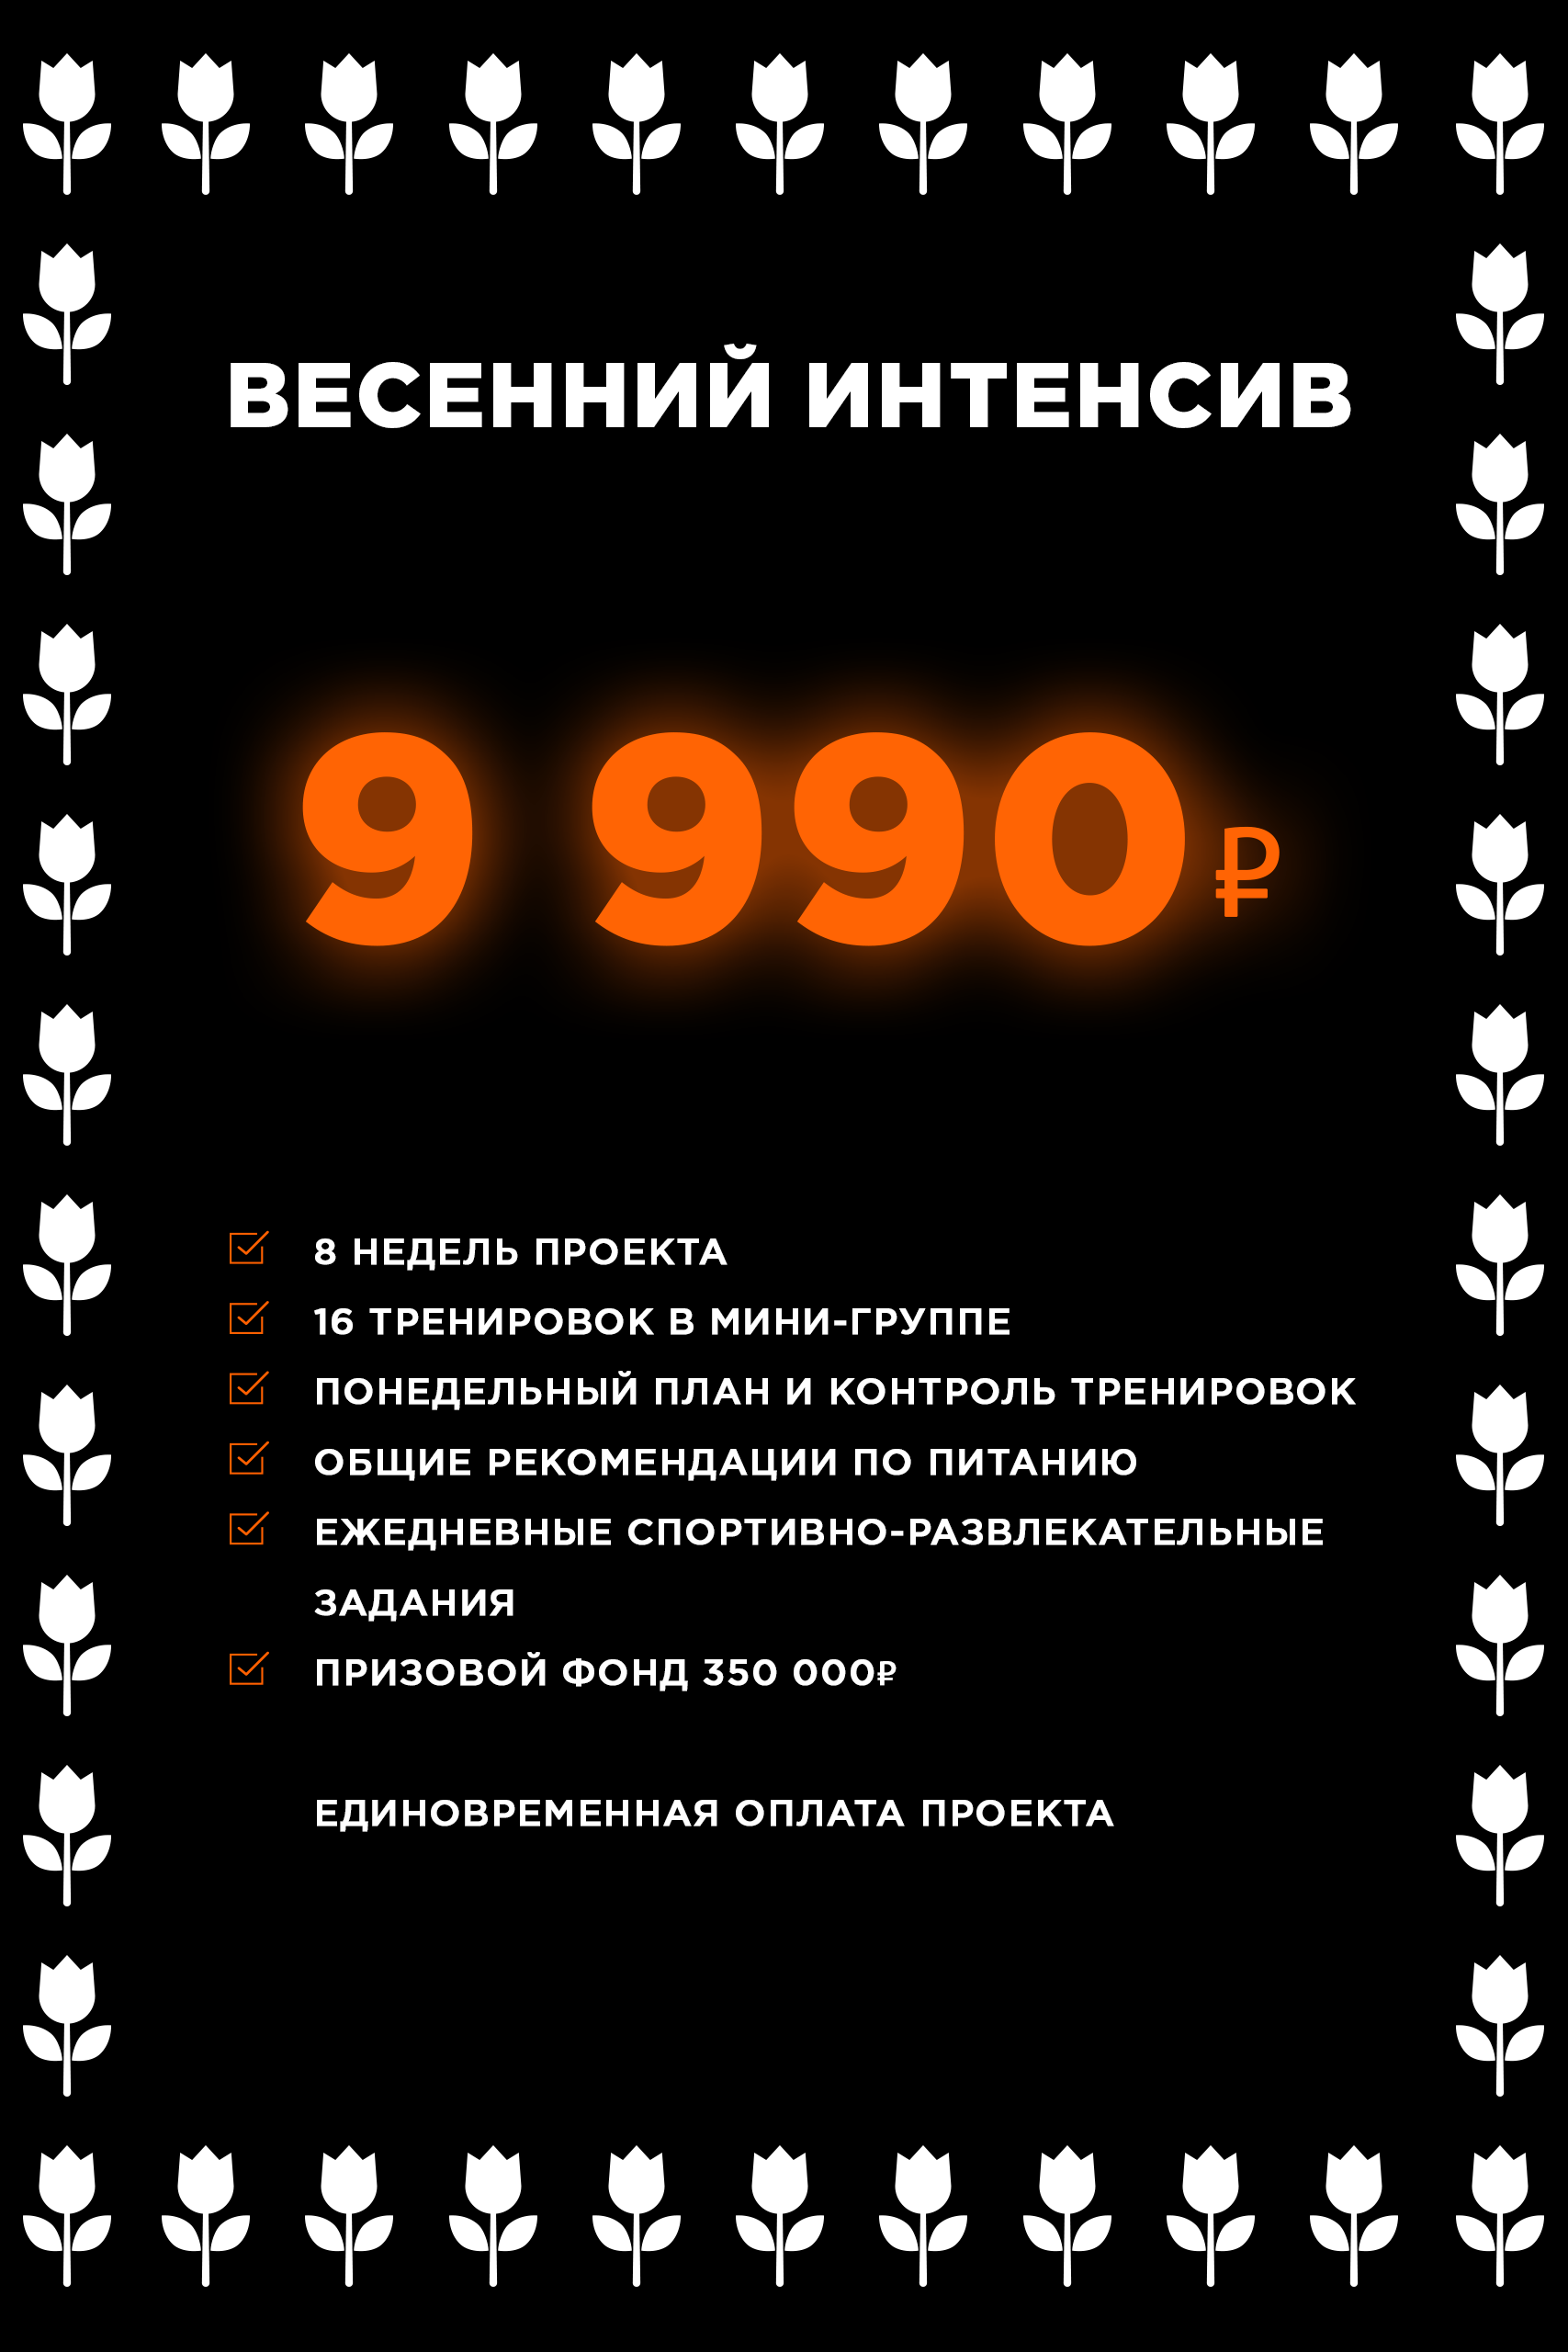 ВЕСЕННИЙ ИНТЕНСИВ
9 990 ₽
8 НЕДЕЛЬ ПРОЕКТА
16 ТРЕНИРОВОК В МИНИ-ГРУППЕ
ПОНЕДЕЛЬНЫЙ ПЛАН И КОНТРОЛЬ ТРЕНИРОВОК
ОБЩИЕ РЕКОМЕНДАЦИИ ПО ПИТАНИЮ
ЕЖЕДНЕВНЫЕ СПОРТИВНО-РАЗВЛЕКАТЕЛЬНЫЕ
ЗАДАНИЯ
ПРИЗОВОЙ ФОНД 350 000₽
ЕДИНОВРЕМЕННАЯ ОПЛАТА ПРОЕКТА